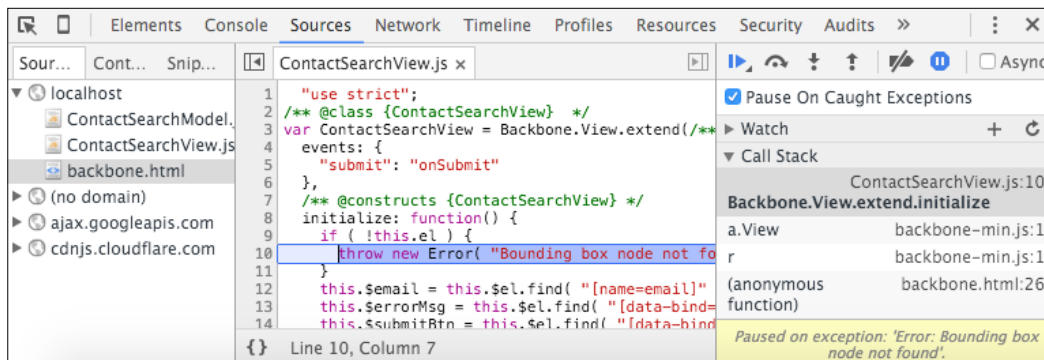 Elements Console Sources Network Timeline Profiles Resources Security Audits »
Sour... Cont... Snip...
▼ localhost
ContactSearchModel.
ContactSearchView.js
backbone.html
▶ (no domain)
▶ ajax.googleapis.com
▶ cdnjs.cloudflare.com
ContactSearchView.js ×
1 "use strict";
2 /** @class {ContactSearchView} */
3 var ContactSearchView = Backbone.View.extend(/**
4 events: {
5 "submit": "onSubmit"
6 },
7 /** @constructs {ContactSearchView} */
8 initialize: function() {
9 if ( !this.el ) {
10 throw new Error( "Bounding box node not fo
11 }
12 this.$email = this.$el.find( "[name=email]"
13 this.$errorMsg = this.$el.find( "[data-bind=
14 this.$submitBtn = this.$el.find( "[data-bind
{} Line 10, Column 7
Async
Pause On Caught Exceptions
▶ Watch
▼ Call Stack
ContactSearchView.js:10
Backbone.View.extend.initialize
a.View backbone-min.js:1
r backbone-min.js:1
(anonymous backbone.html:26
function)
Paused on exception: 'Error: Bounding box
node not found'.